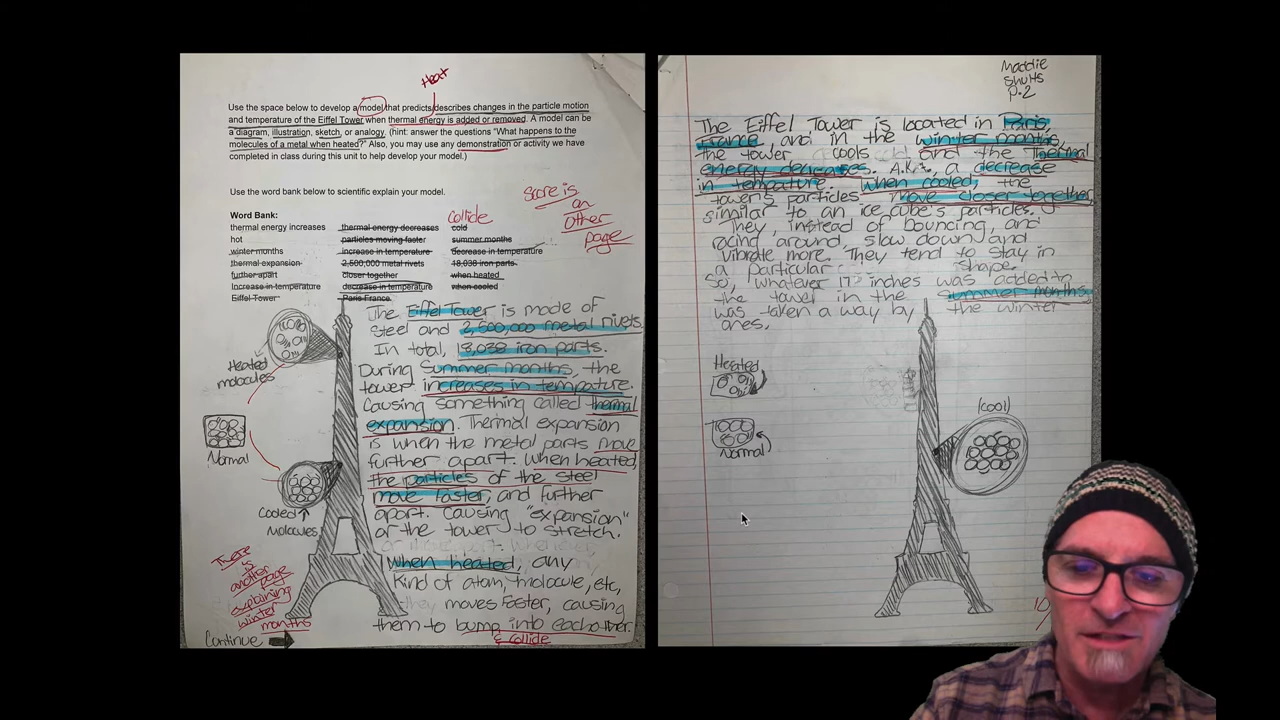 Heat
Use the space below to develop a model that predicts/describes changes in the particle motion
and temperature of the Eiffel Tower when thermal energy is added or removed. A model can be
a diagram, illustration, sketch, or analogy. (hint: answer the questions "What happens to the
molecules of a metal when heated?" Also, you may use any demonstration or activity we have
completed in class during this unit to help develop your model.)
Use the word bank below to scientific explain your model.
Score is
on
other
page
Word Bank:
collide
thermal energy increases thermal energy decreases cold
hot particles moving faster summer months
winter months increase in temperature decrease in temperature
thermal expansion 2,500,000 metal rivets 18,038 iron parts
further apart closer together when heated
Increase in temperature decrease in temperature when cooled
Eiffel Tower Paris France
The Eiffel Tower is made of
Steel and 2,500,000 metal rivets.
In total, 18,038 iron parts.
During Summer months, the
tower increases in tempature.
Causing something called thermal
expansion. Thermal expansion
is when the metal parts move
further apart. When heated,
the particles of the steel
move faster, and further
apart. Causing "expansion"
or the tower to stretch.
When heated, any
Kind of atom, molocule, etc,
they moves Faster, causing
them to bump into eachother.
& Collide
Heated
molocules
Normal
Cooled
Molocules
There
is
another
page
explaining
winter
months
Continue
Maddie
Shutts
P.2
The Eiffel Tower is located in Paris,
France, and in the winter months
the tower cools and the Thermal
energy decreases. A.K.A, a decrease
in tempature. When cooled, the
tower's particles move closer together,
similar to an ice cube's particles.
They, instead of bouncing, and
racing around, slow down and
vibrate more. They tend to stay in
a particular shape.
So, whatever inches was added to
the tower in the summer months,
was taken a way by the winter
ones.
Heated
Normal
(cool)